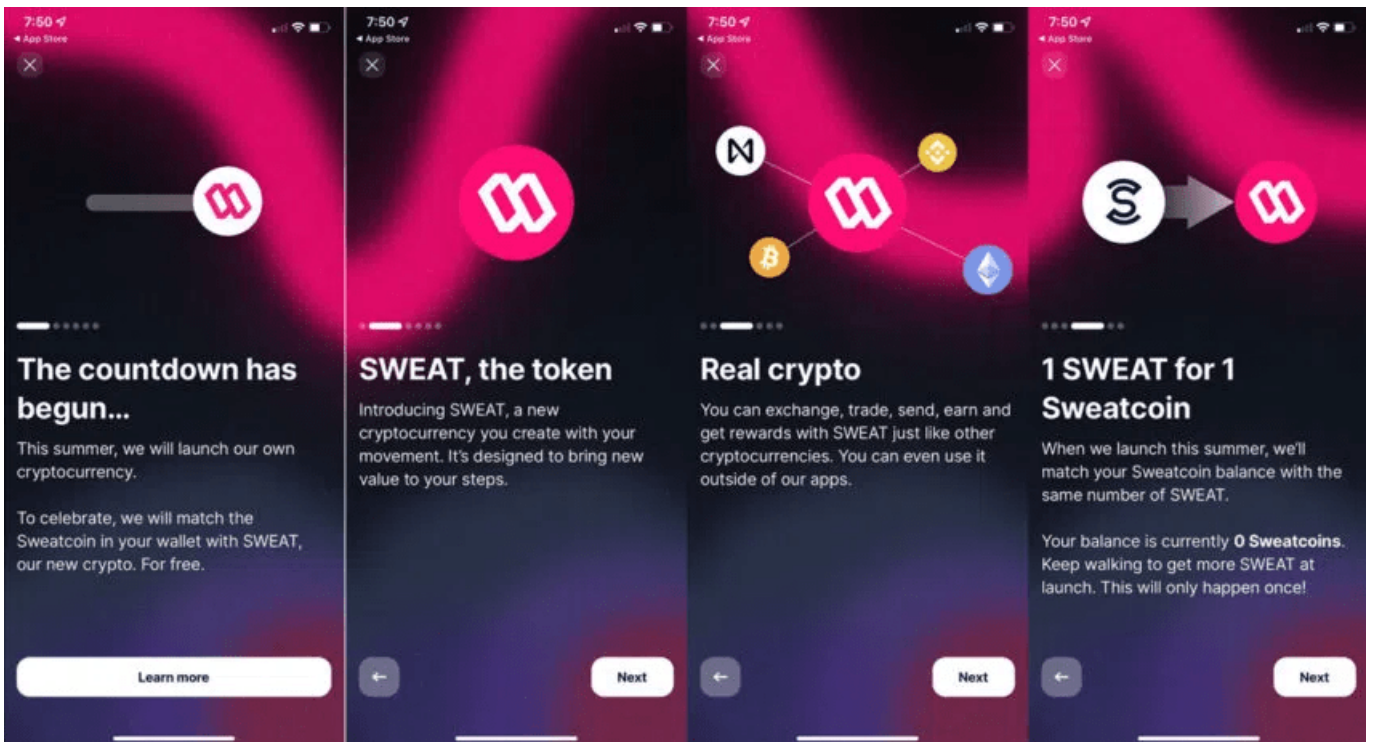 7:50
App Store
The countdown has
begun...
This summer, we will launch our own
cryptocurrency.
To celebrate, we will match the
Sweatcoin in your wallet with SWEAT,
our new crypto. For free.
Learn more
7:50
App Store
SWEAT, the token
Introducing SWEAT, a new
cryptocurrency you create with your
movement. It's designed to bring new
value to your steps.
Next
7:50
App Store
Real crypto
You can exchange, trade, send, earn and
get rewards with SWEAT just like other
cryptocurrencies. You can even use it
outside of our apps.
Next
7:50
App Store
1 SWEAT for 1
Sweatcoin
When we launch this summer, we'll
match your Sweatcoin balance with the
same number of SWEAT.
Your balance is currently 0 Sweatcoins.
Keep walking to get more SWEAT at
launch. This will only happen once!
Next